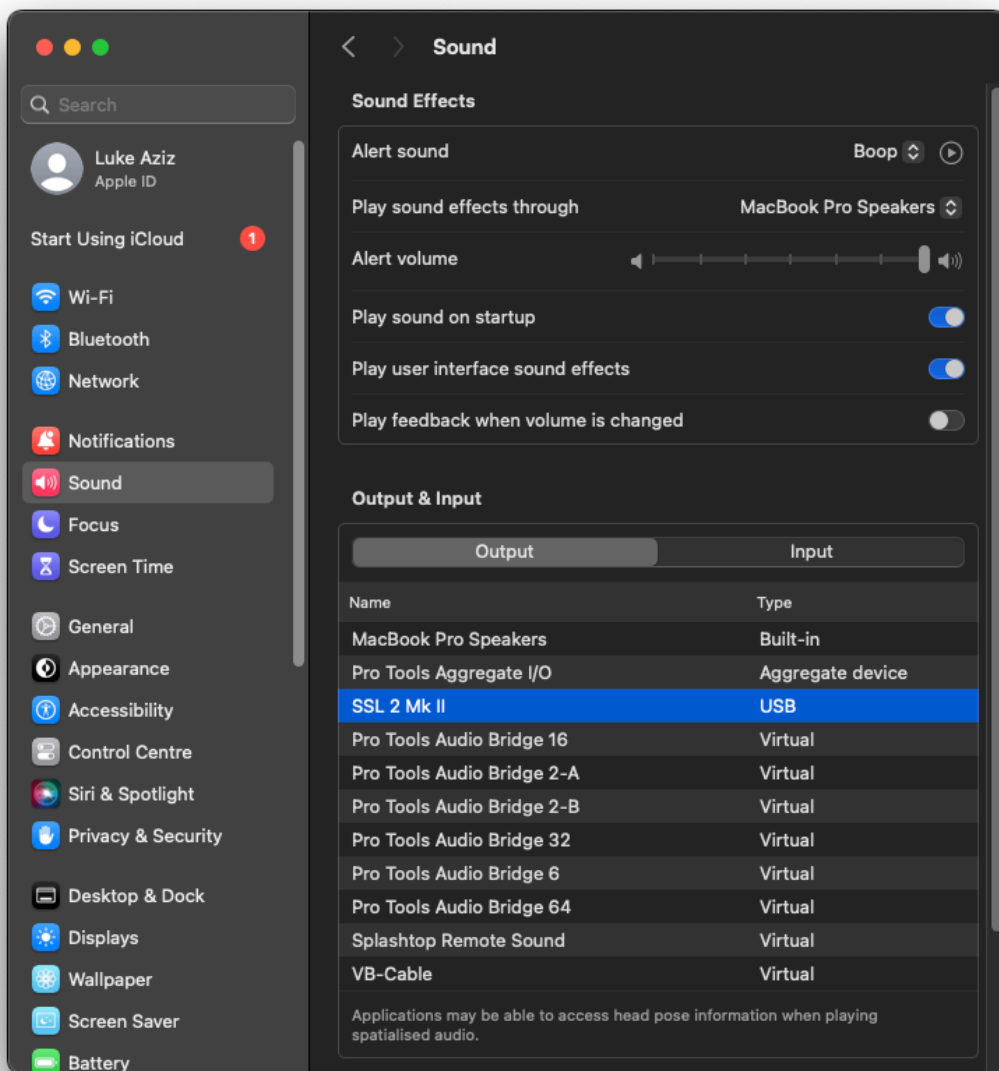 Search
Luke Aziz
Apple ID
Start Using iCloud 1
Wi-Fi
Bluetooth
Network
Notifications
Sound
Focus
Screen Time
General
Appearance
Accessibility
Control Centre
Siri & Spotlight
Privacy & Security
Desktop & Dock
Displays
Wallpaper
Screen Saver
Battery
Sound
Sound Effects
Alert sound Boop
Play sound effects through MacBook Pro Speakers
Alert volume
Play sound on startup
Play user interface sound effects
Play feedback when volume is changed
Output & Input
Output Input
Name Type
MacBook Pro Speakers Built-in
Pro Tools Aggregate I/O Aggregate device
SSL 2 Mk II USB
Pro Tools Audio Bridge 16 Virtual
Pro Tools Audio Bridge 2-A Virtual
Pro Tools Audio Bridge 2-B Virtual
Pro Tools Audio Bridge 32 Virtual
Pro Tools Audio Bridge 6 Virtual
Pro Tools Audio Bridge 64 Virtual
Splashtop Remote Sound Virtual
VB-Cable Virtual
Applications may be able to access head pose information when playing
spatialised audio.